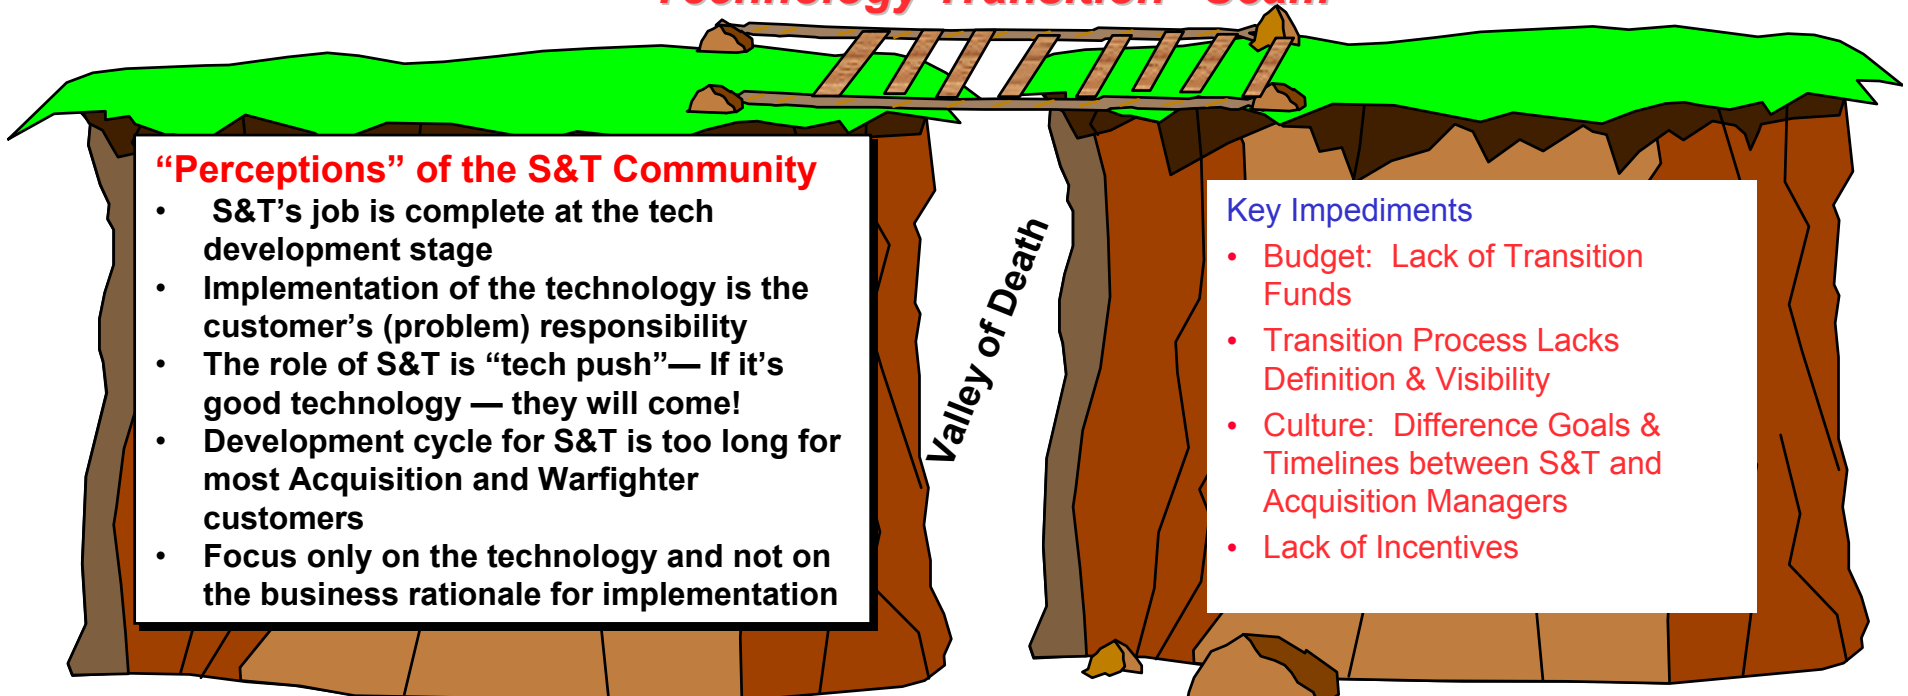 Technology Transition "Seam"
“Perceptions” of the S&T Community
• S&T’s job is complete at the tech
development stage
• Implementation of the technology is the
customer’s (problem) responsibility
• The role of S&T is “tech push”— If it’s
good technology — they will come!
• Development cycle for S&T is too long for
most Acquisition and Warfighter
customers
• Focus only on the technology and not on
the business rationale for implementation
Valley of Death
Key Impediments
• Budget: Lack of Transition
Funds
• Transition Process Lacks
Definition & Visibility
• Culture: Difference Goals &
Timelines between S&T and
Acquisition Managers
• Lack of Incentives